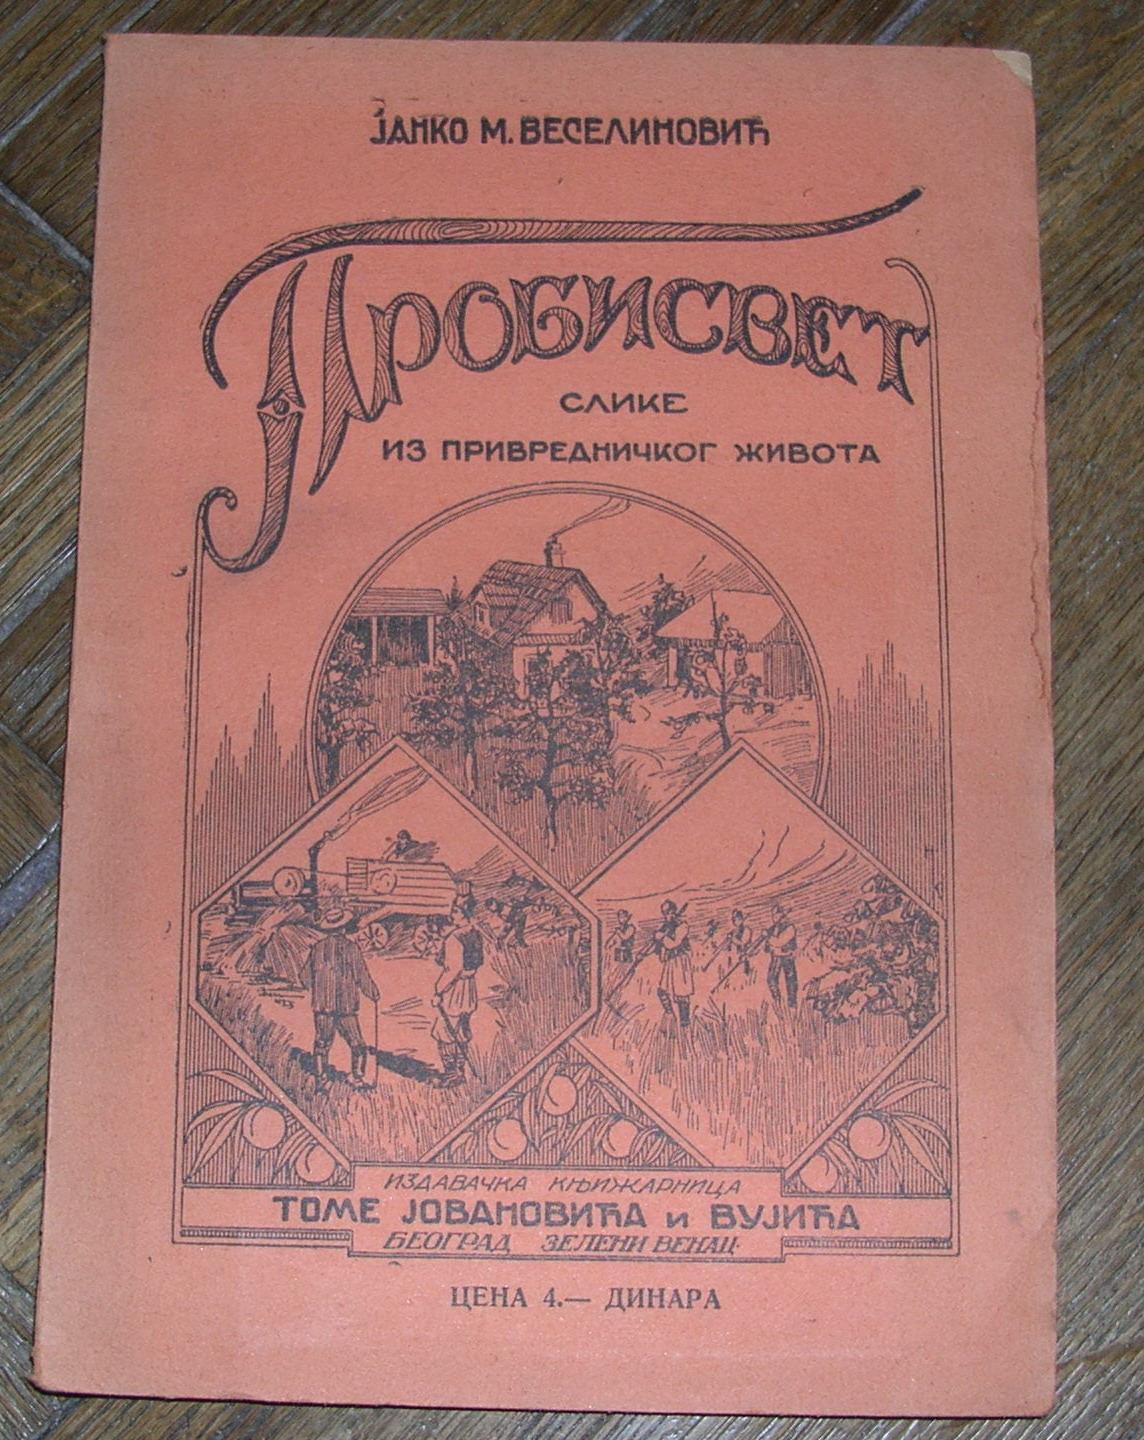 ЈАНКО М. ВЕСЕЛИНОВИЋ
ПРОБИСВЕТ
СЛИКЕ
ИЗ ПРИВРЕДНИЧКОГ ЖИВОТА
ИЗДАВАЧКА КЊИЖАРНИЦА
ТОМЕ ЈОВАНОВИЋА И ВУЈИЋА
БЕОГРАД ЗЕЛЕНИ ВЕНАЦ.
ЦЕНА 4.— ДИНАРА